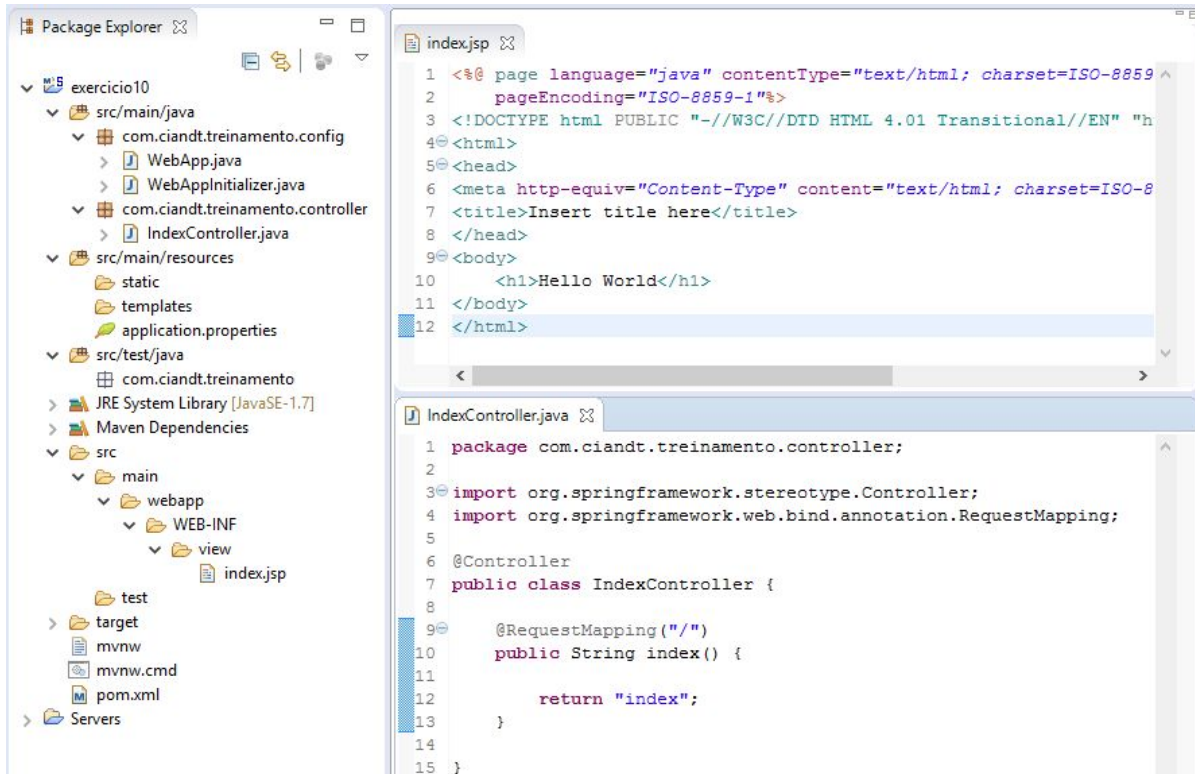 Package Explorer
exercicio10
src/main/java
com.ciandt.treinamento.config
WebApp.java
WebAppInitializer.java
com.ciandt.treinamento.controller
IndexController.java
src/main/resources
static
templates
application.properties
src/test/java
com.ciandt.treinamento
JRE System Library [JavaSE-1.7]
Maven Dependencies
src
main
webapp
WEB-INF
view
index.jsp
test
target
mvnw
mvnw.cmd
pom.xml
Servers
index.jsp
1 <%@ page language="java" contentType="text/html; charset=ISO-8859
2 pageEncoding="ISO-8859-1"%>
3 <!DOCTYPE html PUBLIC "-//W3C//DTD HTML 4.01 Transitional//EN" "h
4 <html>
5 <head>
6 <meta http-equiv="Content-Type" content="text/html; charset=ISO-8
7 <title>Insert title here</title>
8 </head>
9 <body>
10 <h1>Hello World</h1>
11 </body>
12 </html>
IndexController.java
1 package com.ciandt.treinamento.controller;
2
3 import org.springframework.stereotype.Controller;
4 import org.springframework.web.bind.annotation.RequestMapping;
5
6 @Controller
7 public class IndexController {
8
9 @RequestMapping("/")
10 public String index() {
11
12 return "index";
13 }
14
15 }